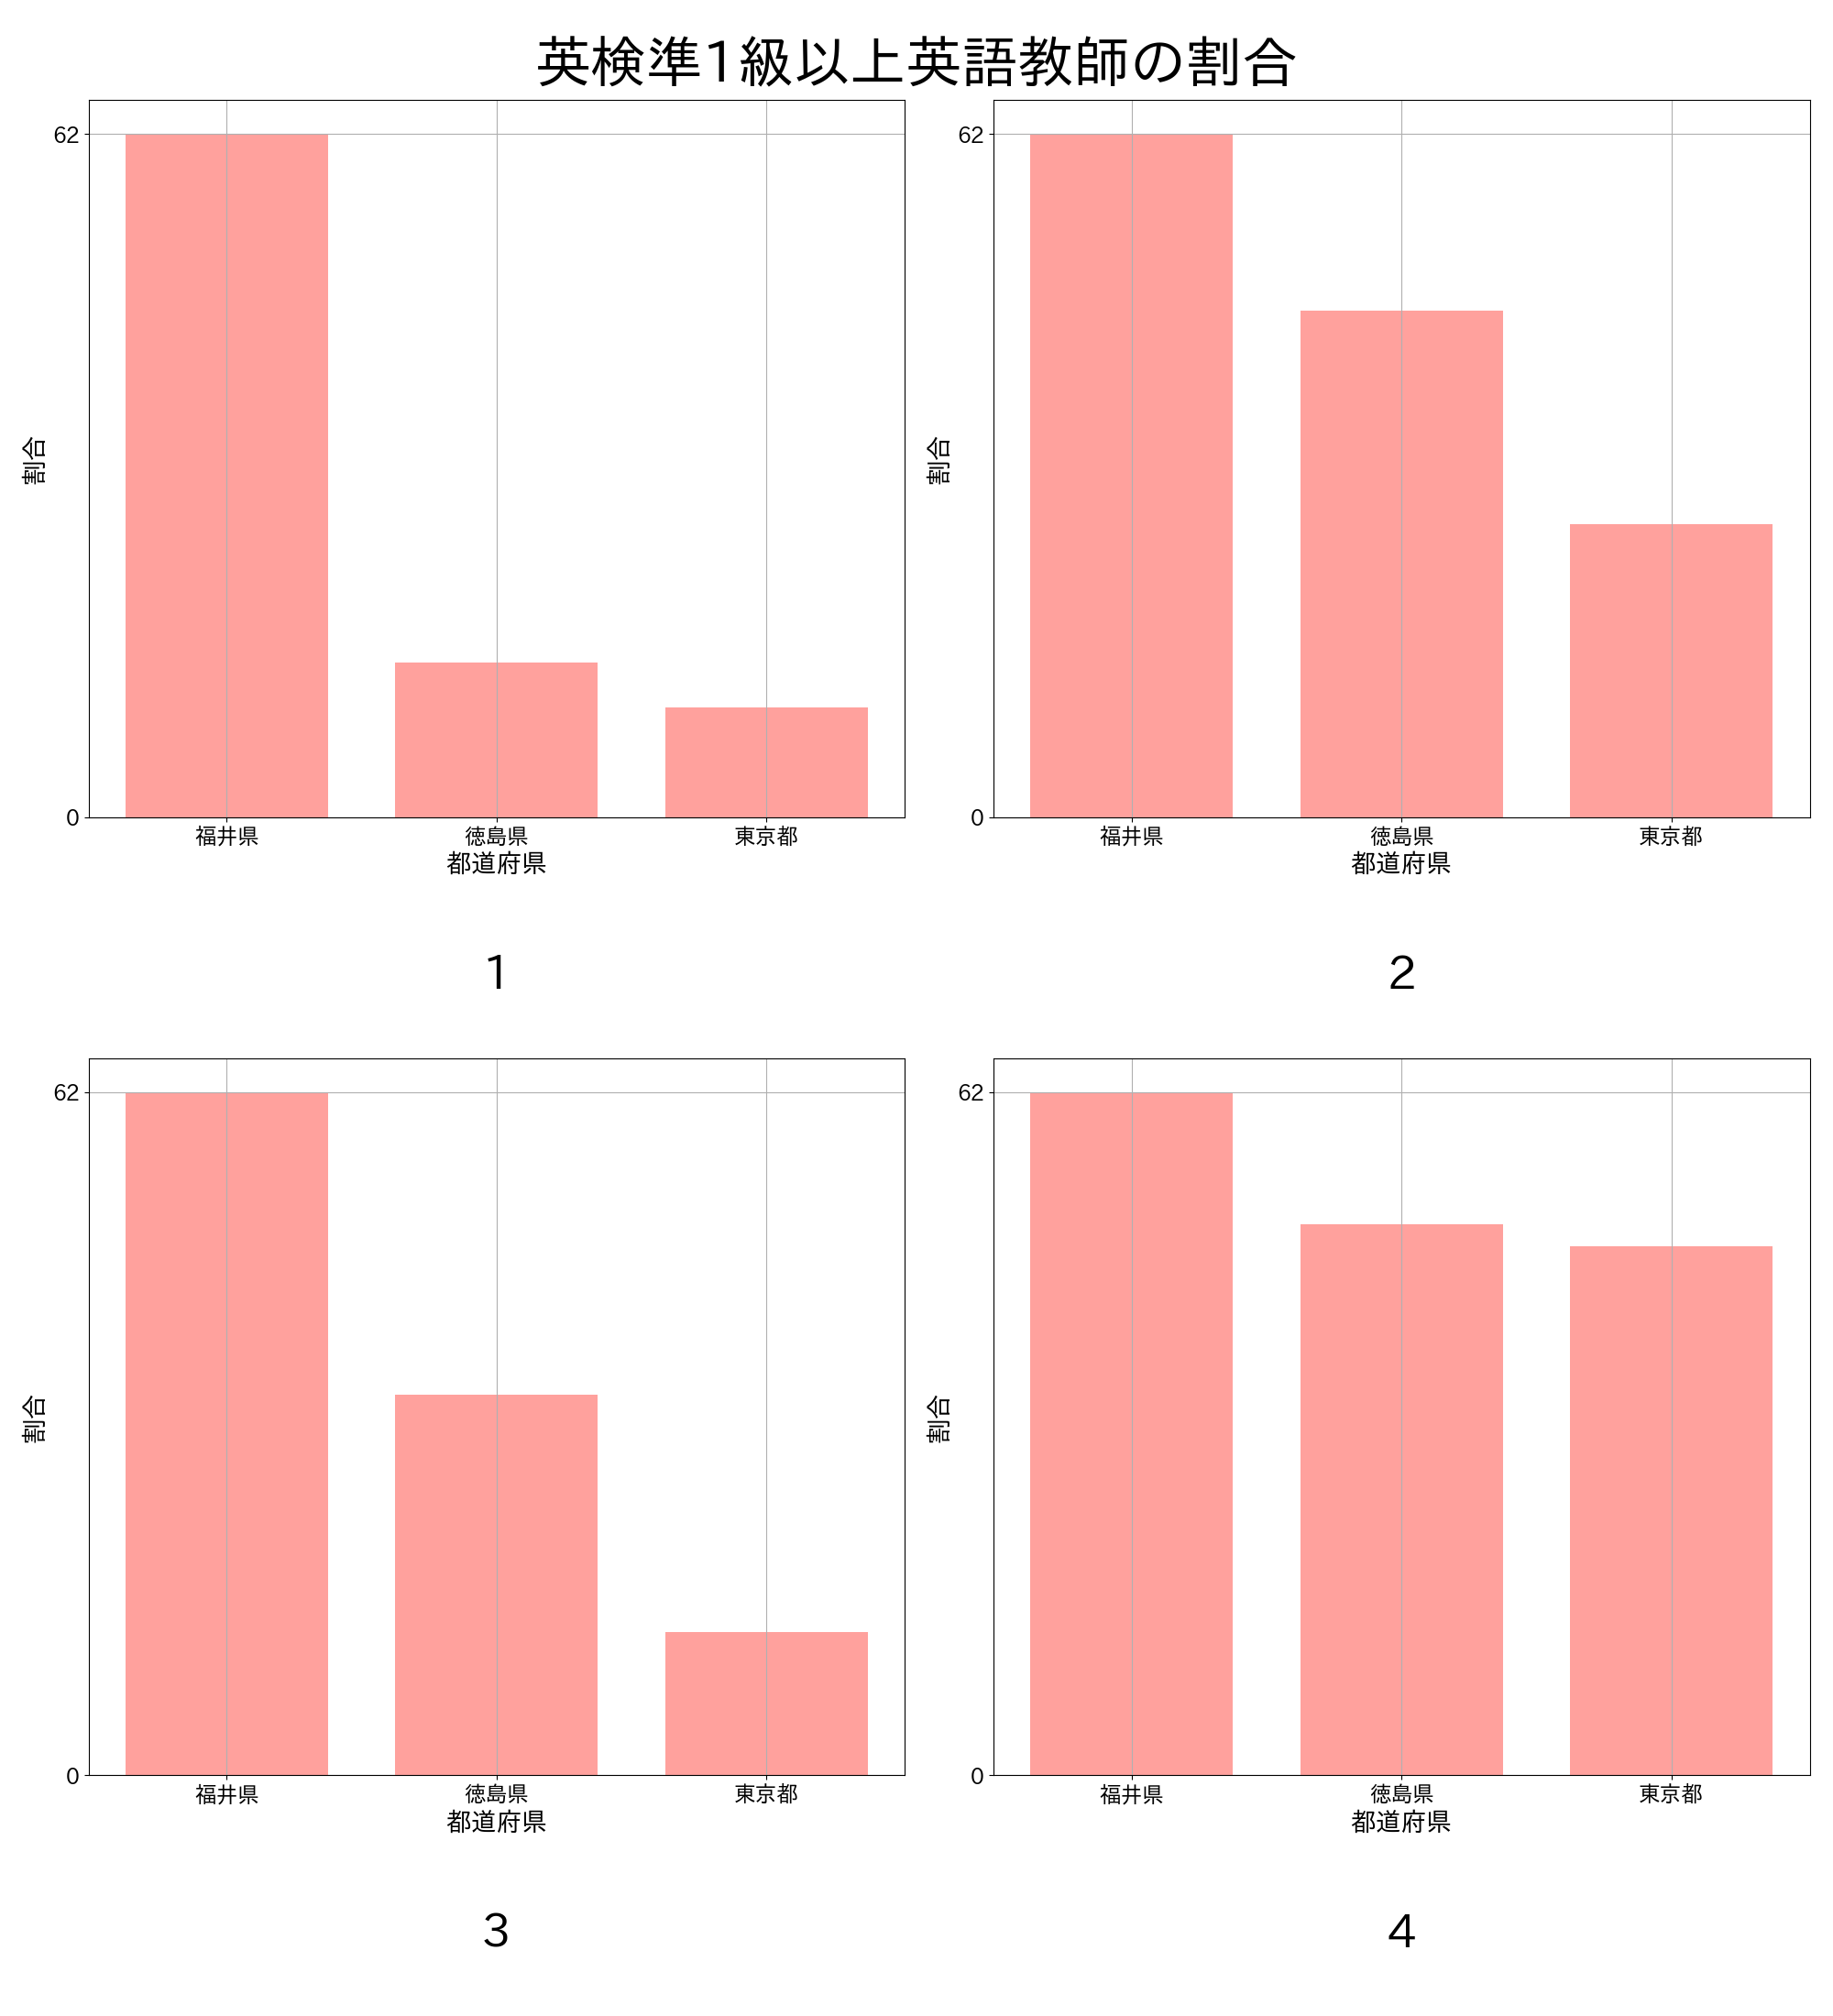 英検準1級以上英語教師の割合
62
0
割合
福井県 徳島県 東京都
都道府県
1
62
0
割合
福井県 徳島県 東京都
都道府県
2
62
0
割合
福井県 徳島県 東京都
都道府県
3
62
0
割合
福井県 徳島県 東京都
都道府県
4